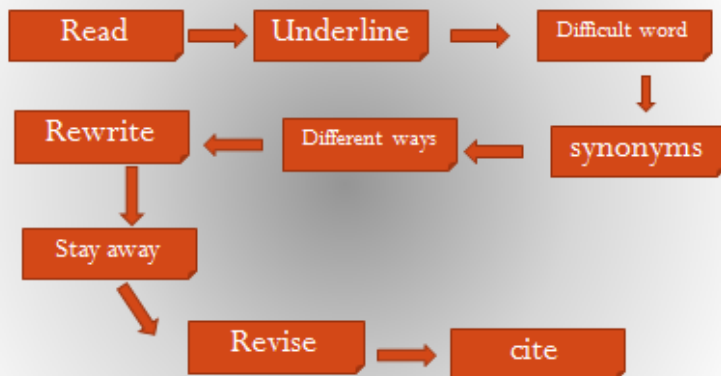 Read
Underline
Difficult word
synonyms
Different ways
Rewrite
Stay away
Revise
cite